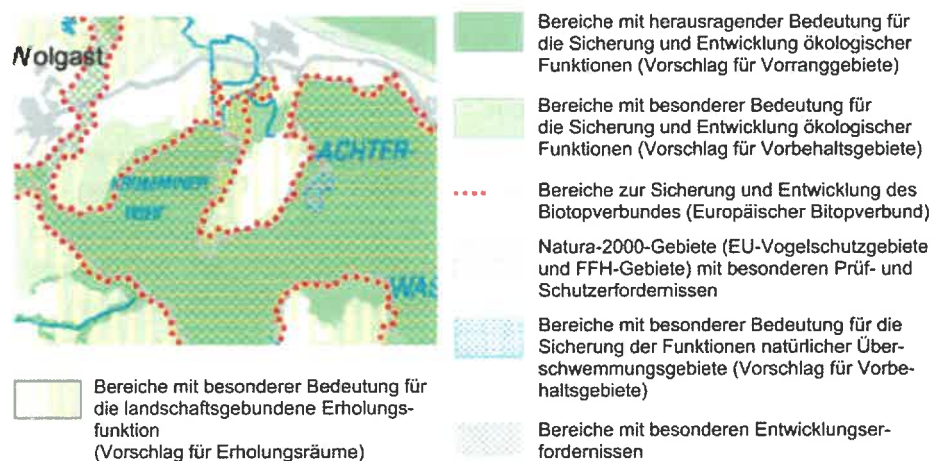 Wolgast
ACHTER-
KRUMMINER
WIEK
WAS
Bereiche mit besonderer Bedeutung für
die landschaftsgebundene Erholungs-
funktion
(Vorschlag für Erholungsräume)
Bereiche mit herausragender Bedeutung für
die Sicherung und Entwicklung ökologischer
Funktionen (Vorschlag für Vorranggebiete)
Bereiche mit besonderer Bedeutung für
die Sicherung und Entwicklung ökologischer
Funktionen (Vorschlag für Vorbehaltsgebiete)
Bereiche zur Sicherung und Entwicklung des
Biotopverbundes (Europäischer Bitopverbund)
Natura-2000-Gebiete (EU-Vogelschutzgebiete
und FFH-Gebiete) mit besonderen Prüf- und
Schutzerfordernissen
Bereiche mit besonderer Bedeutung für die
Sicherung der Funktionen natürlicher Über-
schwemmungsgebiete (Vorschlag für Vorbe-
haltsgebiete)
Bereiche mit besonderen Entwicklungser-
fordernissen